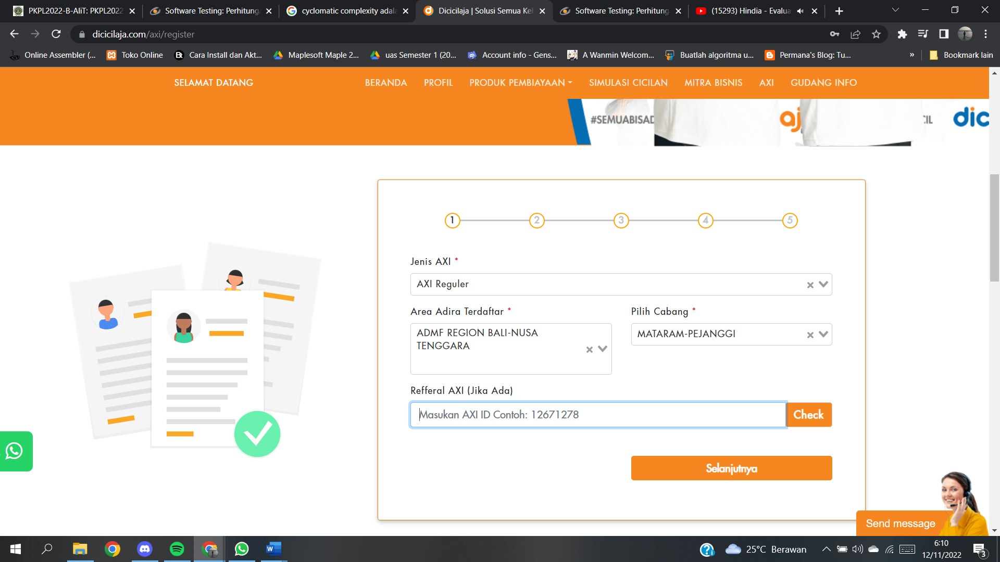 PKPL2022-B-AIiT: PKPL2022
Software Testing: Perhitung
cyclomatic complexity adala
Dicicilaja | Solusi Semua Keb
Software Testing: Perhitung
(15293) Hindia - Evalua
dicicilaja.com/axi/register
Online Assembler (...
Toko Online
Cara Install dan Akt...
Maplesoft Maple 2...
uas Semester 1 (20...
Account info - Gens...
A Wanmin Welcom...
Buatlah algoritma u...
Permana's Blog: Tu...
»
Bookmark lain
SELAMAT DATANG
BERANDA
PROFIL
PRODUK PEMBIAYAAN
SIMULASI CICILAN
MITRA BISNIS
AXI
GUDANG INFO
#SEMUABISAD
aj
CIL
dic
1
2
3
4
5
Jenis AXI *
AXI Reguler
Area Adira Terdaftar *
Pilih Cabang *
ADMF REGION BALI-NUSA
TENGGARA
MATARAM-PEJANGGI
Refferal AXI (Jika Ada)
Masukan AXI ID Contoh: 12671278
Check
Selanjutnya
Send message
25°C Berawan
6:10
12/11/2022
3